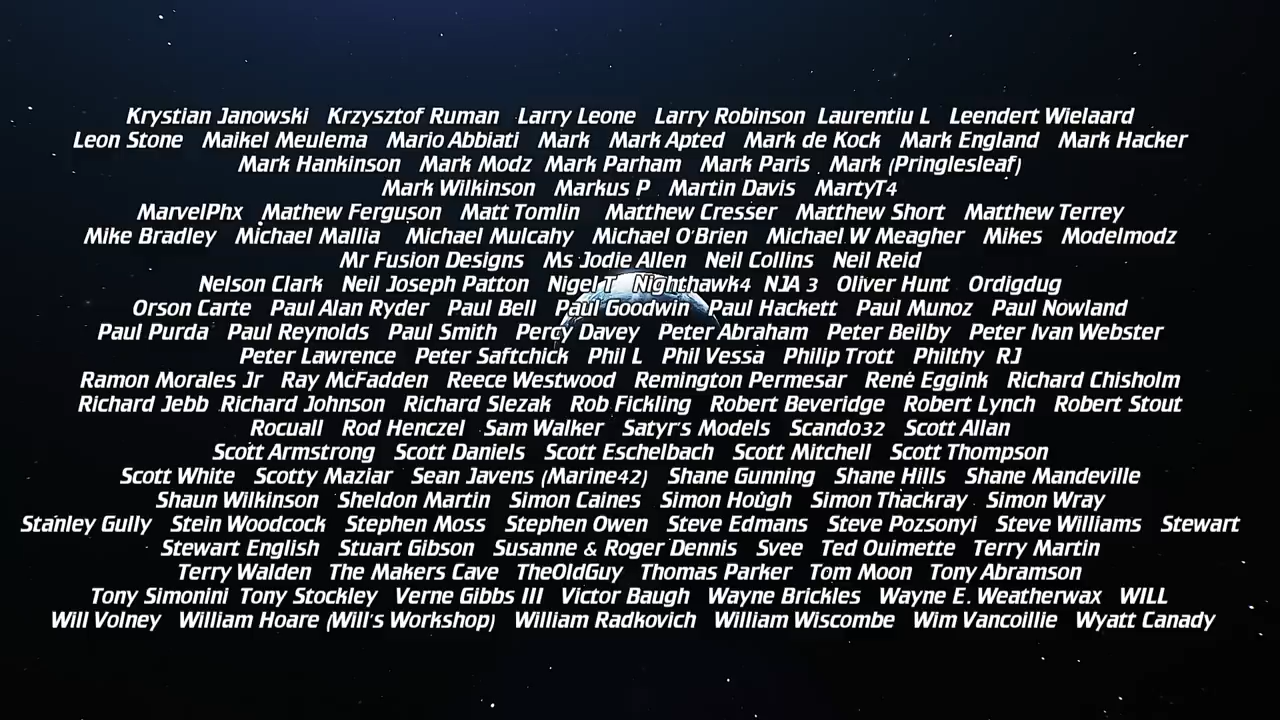 Krystian Janowski Krzysztof Ruman Larry Leone Larry Robinson Laurentiu L Leendert Wielaard
Leon Stone Maikel Meulema Mario Abbiati Mark Mark Apted Mark de Kock Mark England Mark Hacker
Mark Hankinson Mark Modz Mark Parham Mark Paris Mark (Pringlesleaf)
Mark Wilkinson Markus P Martin Davis MartyT4
MarvelPhx Mathew Ferguson Matt Tomlin Matthew Cresser Matthew Short Matthew Terrey
Mike Bradley Michael Mallia Michael Mulcahy Michael O'Brien Michael W Meagher Mikes Modelmodz
Mr Fusion Designs Ms Jodie Allen Neil Collins Neil Reid
Nelson Clark Neil Joseph Patton Nigel T Nighthawk4 NJA 3 Oliver Hunt Ordigdug
Orson Carte Paul Alan Ryder Paul Bell Paul Goodwin Paul Hackett Paul Munoz Paul Nowland
Paul Purda Paul Reynolds Paul Smith Percy Davey Peter Abraham Peter Beilby Peter Ivan Webster
Peter Lawrence Peter Saftchick Phil L Phil Vessa Philip Trott Philthy RJ
Ramon Morales Jr Ray McFadden Reece Westwood Remington Permesar René Eggink Richard Chisholm
Richard Jebb Richard Johnson Richard Slezak Rob Fickling Robert Beveridge Robert Lynch Robert Stout
Rocuall Rod Henczel Sam Walker Satyr's Models Scando32 Scott Allan
Scott Armstrong Scott Daniels Scott Eschelbach Scott Mitchell Scott Thompson
Scott White Scotty Maziar Sean Javens (Marine42) Shane Gunning Shane Hills Shane Mandeville
Shaun Wilkinson Sheldon Martin Simon Caines Simon Hough Simon Thackray Simon Wray
Stanley Gully Stein Woodcock Stephen Moss Stephen Owen Steve Edmans Steve Pozsonyi Steve Williams Stewart
Stewart English Stuart Gibson Susanne & Roger Dennis Svee Ted Ouimette Terry Martin
Terry Walden The Makers Cave TheOldGuy Thomas Parker Tom Moon Tony Abramson
Tony Simonini Tony Stockley Verne Gibbs III Victor Baugh Wayne Brickles Wayne E. Weatherwax WILL
Will Volney William Hoare (Will's Workshop) William Radkovich William Wiscombe Wim Vancoillie Wyatt Canady